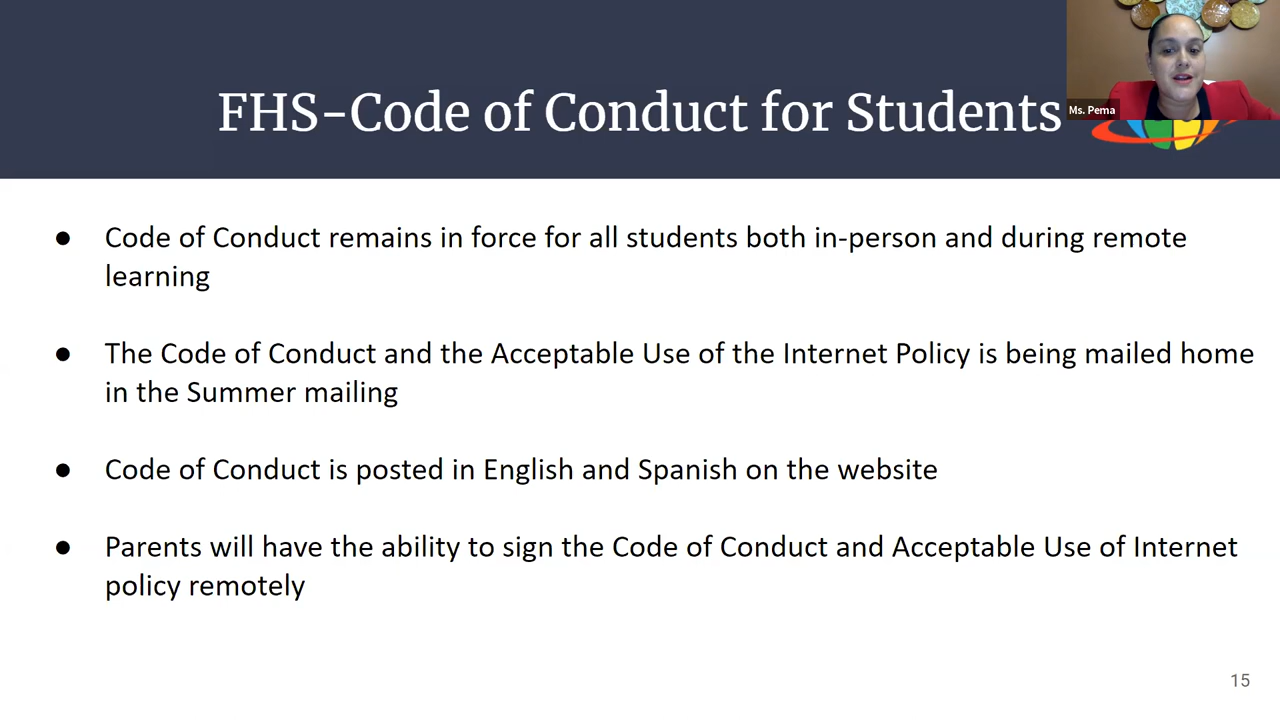 FHS-Code of Conduct for Students
Ms. Pema
● Code of Conduct remains in force for all students both in-person and during remote
learning
● The Code of Conduct and the Acceptable Use of the Internet Policy is being mailed home
in the Summer mailing
● Code of Conduct is posted in English and Spanish on the website
● Parents will have the ability to sign the Code of Conduct and Acceptable Use of Internet
policy remotely
15